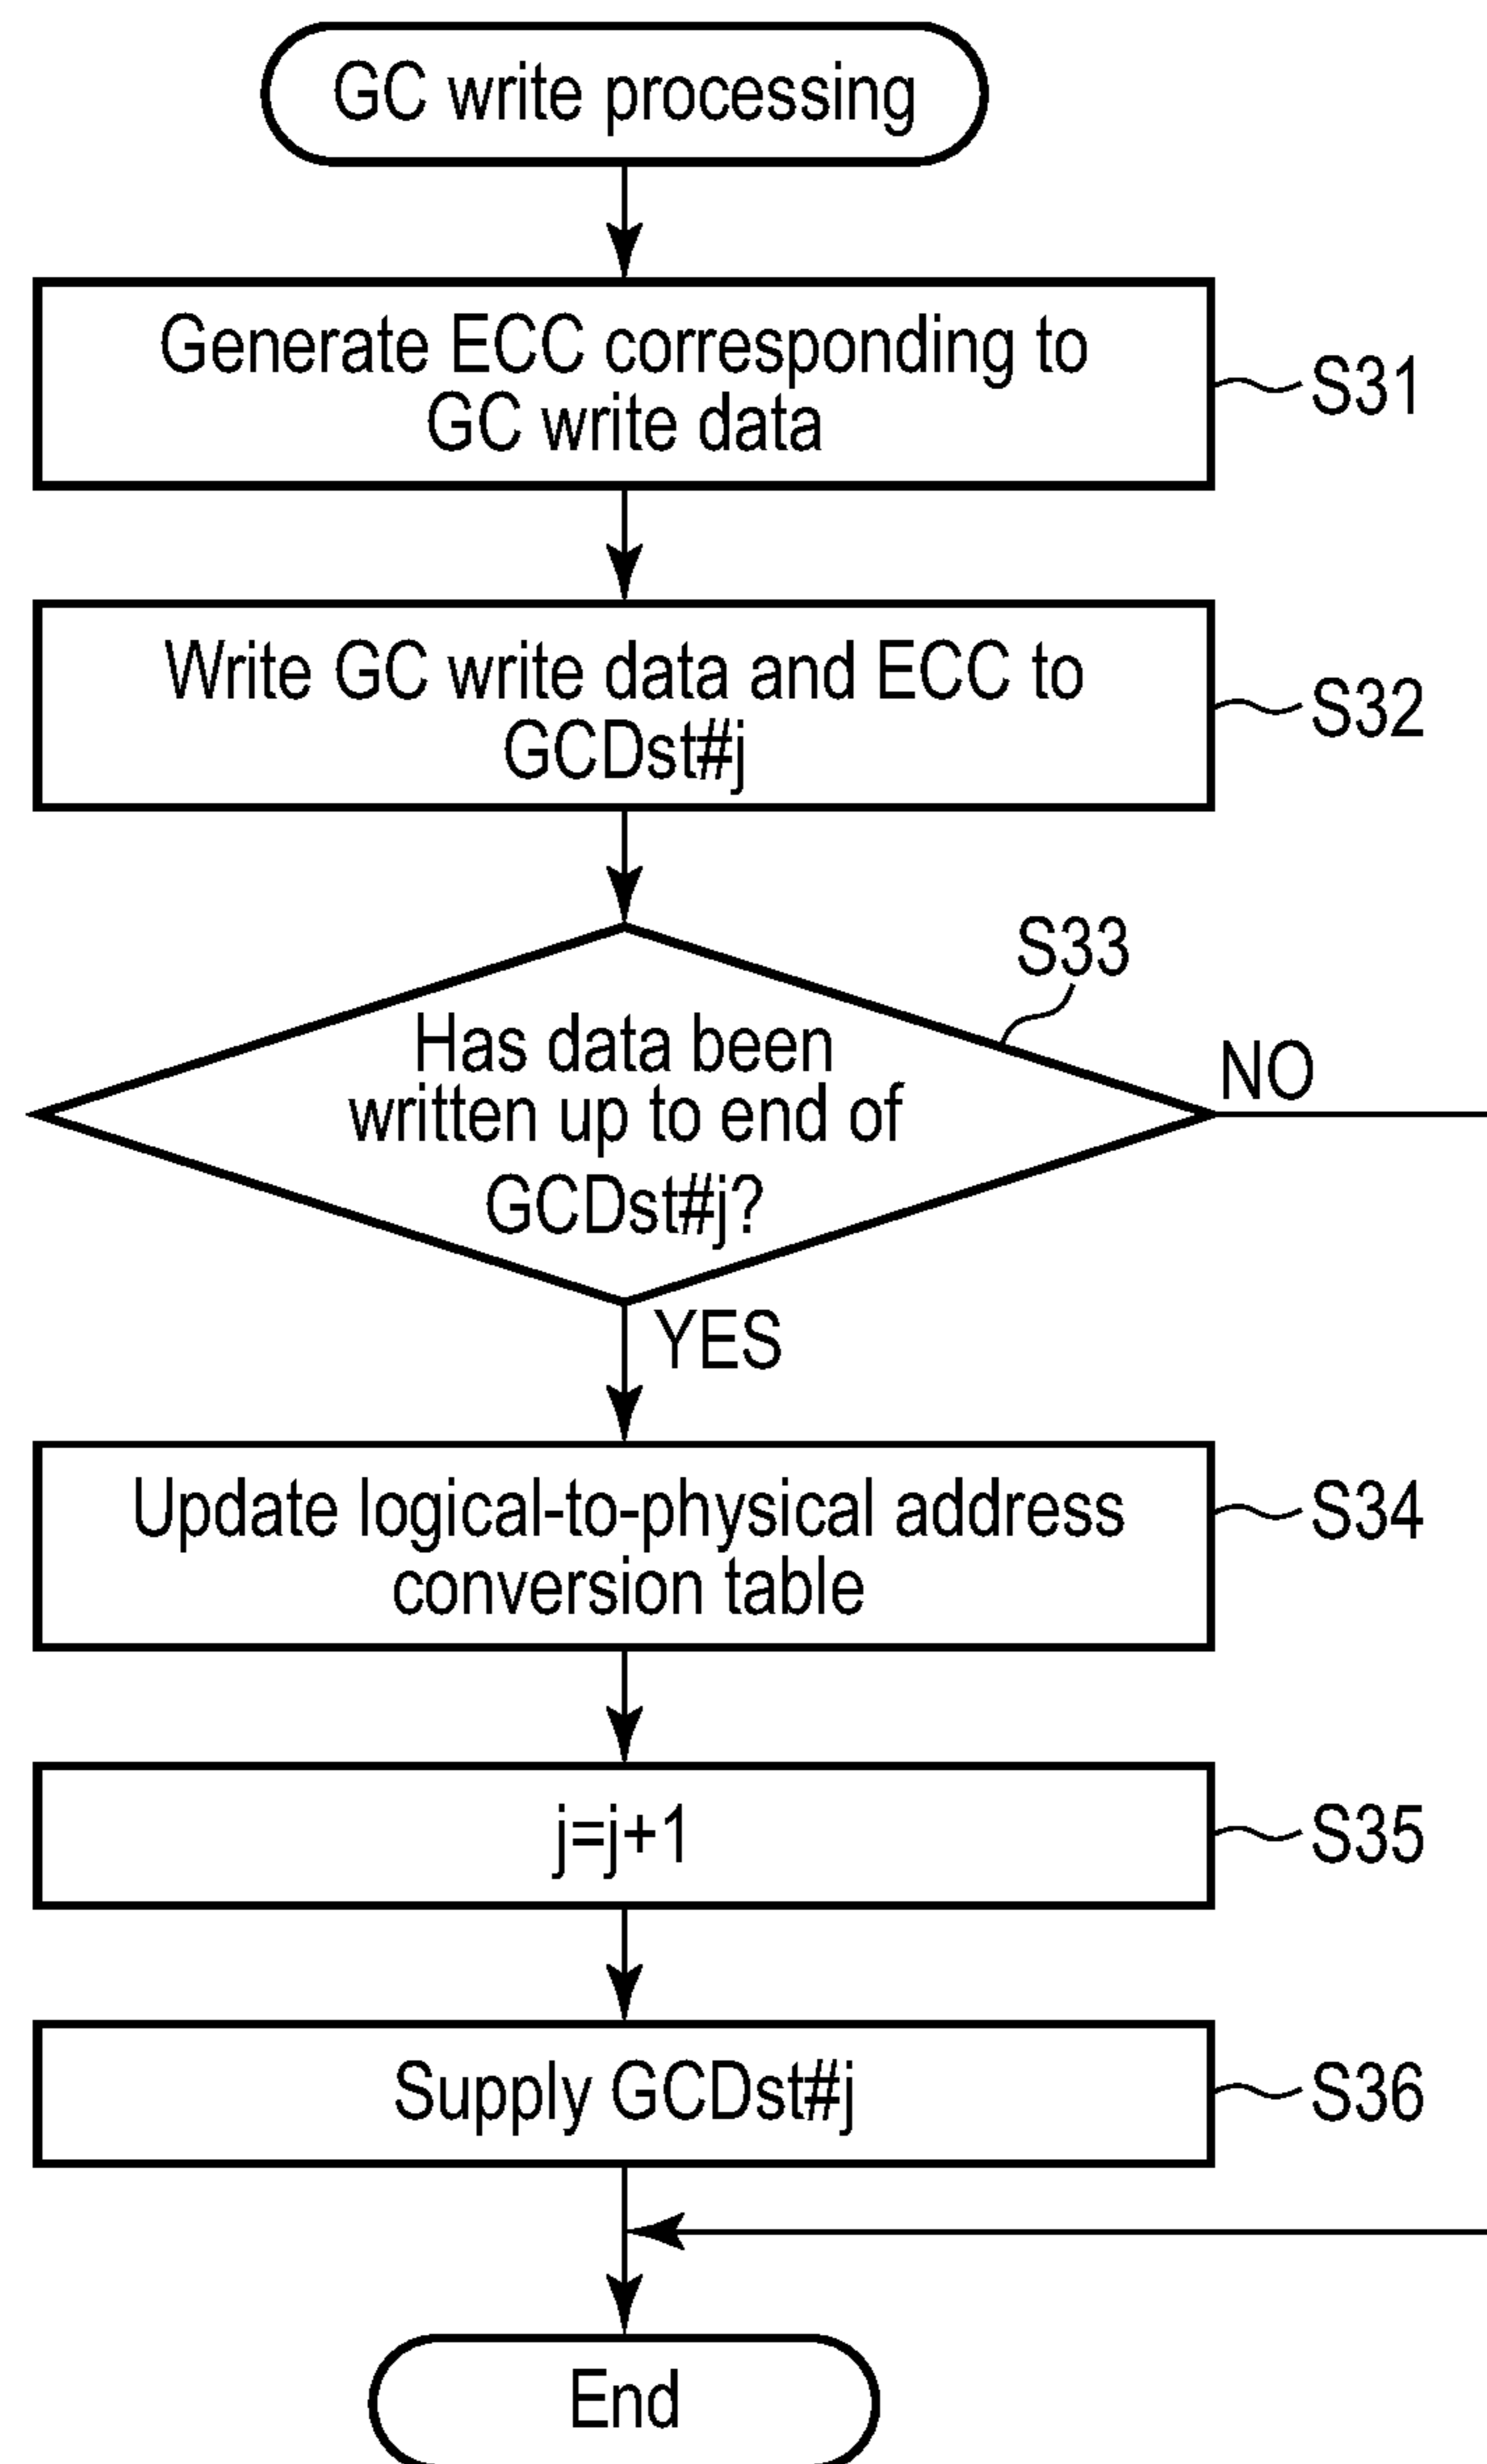 GC write processing
Generate ECC corresponding to
GC write data
S31
Write GC write data and ECC to
GCDst#j
S32
S33
Has data been
written up to end of
GCDst#j?
NO
YES
Update logical-to-physical address
conversion table
S34
j=j+1
S35
Supply GCDst#j
S36
End